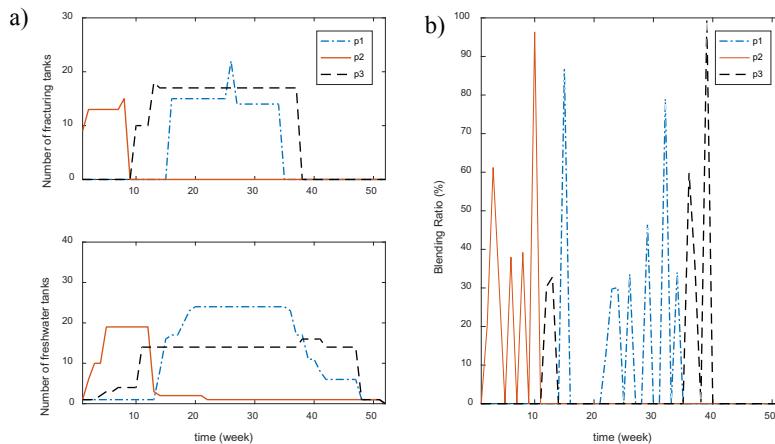 a)
Number of fracturing tanks
30
20
10
0
10 20 30 40 50
p1
p2
p3
Number of freshwater tanks
40
30
20
10
0
10 20 30 40 50
time (week)
b)
Blending Ratio (%)
100
90
80
70
60
50
40
30
20
10
0
10 20 30 40 50
time (week)
p1
p2
p3